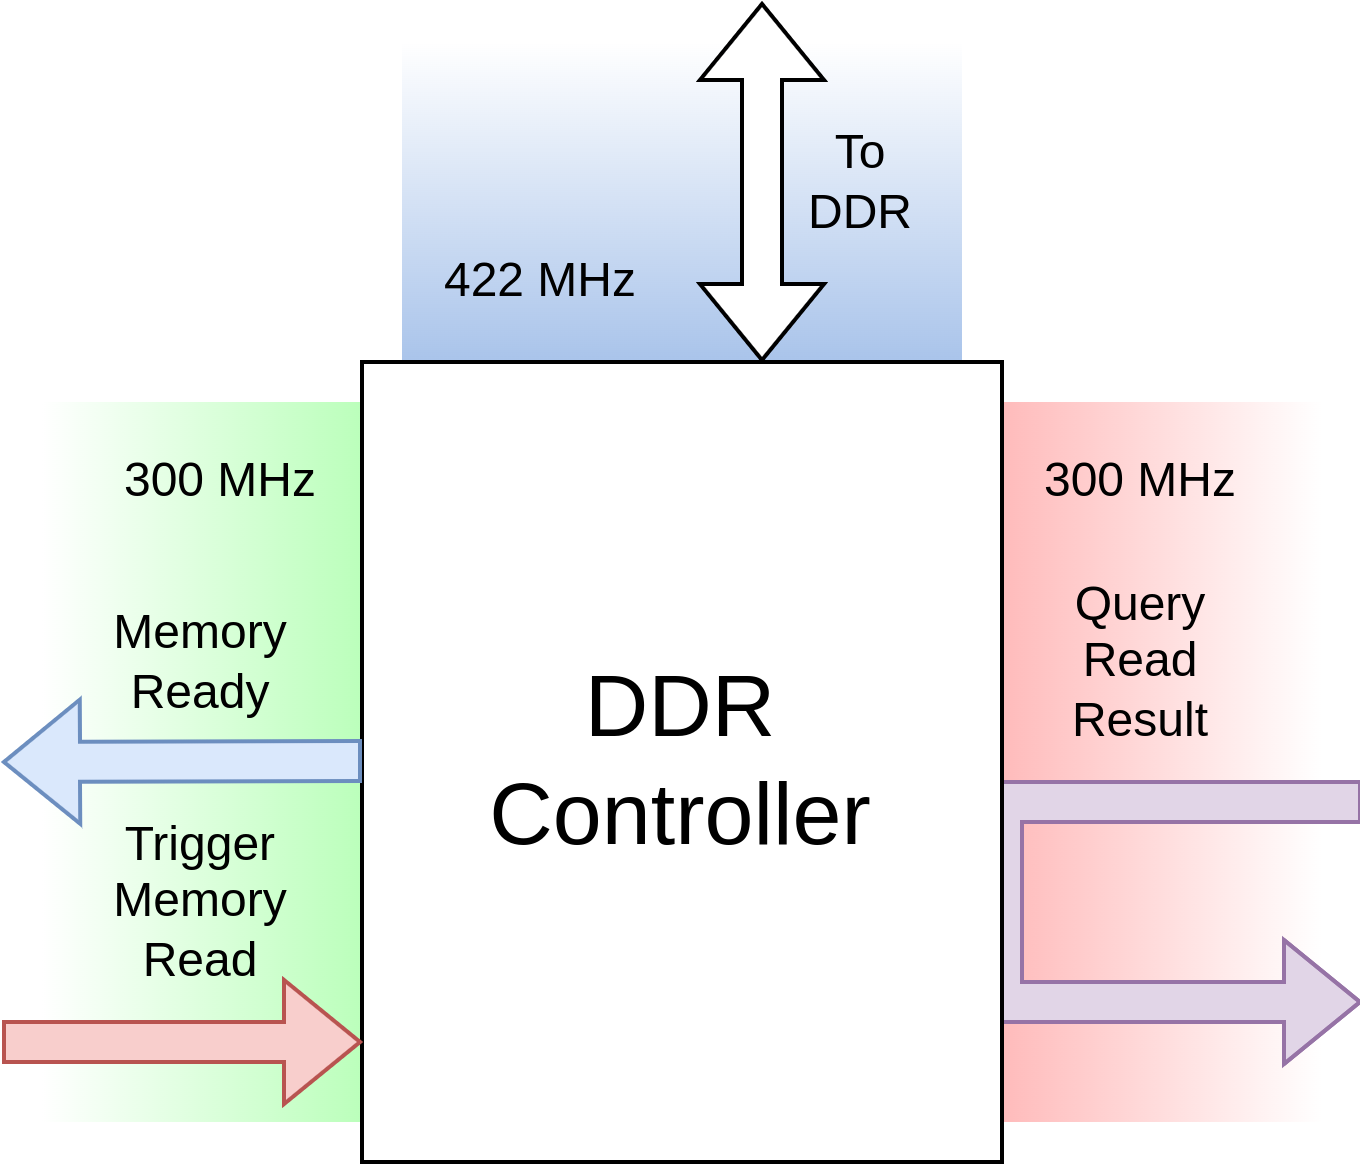 To
DDR
422 MHz
300 MHz
300 MHz
Memory
Ready
Query
Read
Result
DDR
Controller
Trigger
Memory
Read